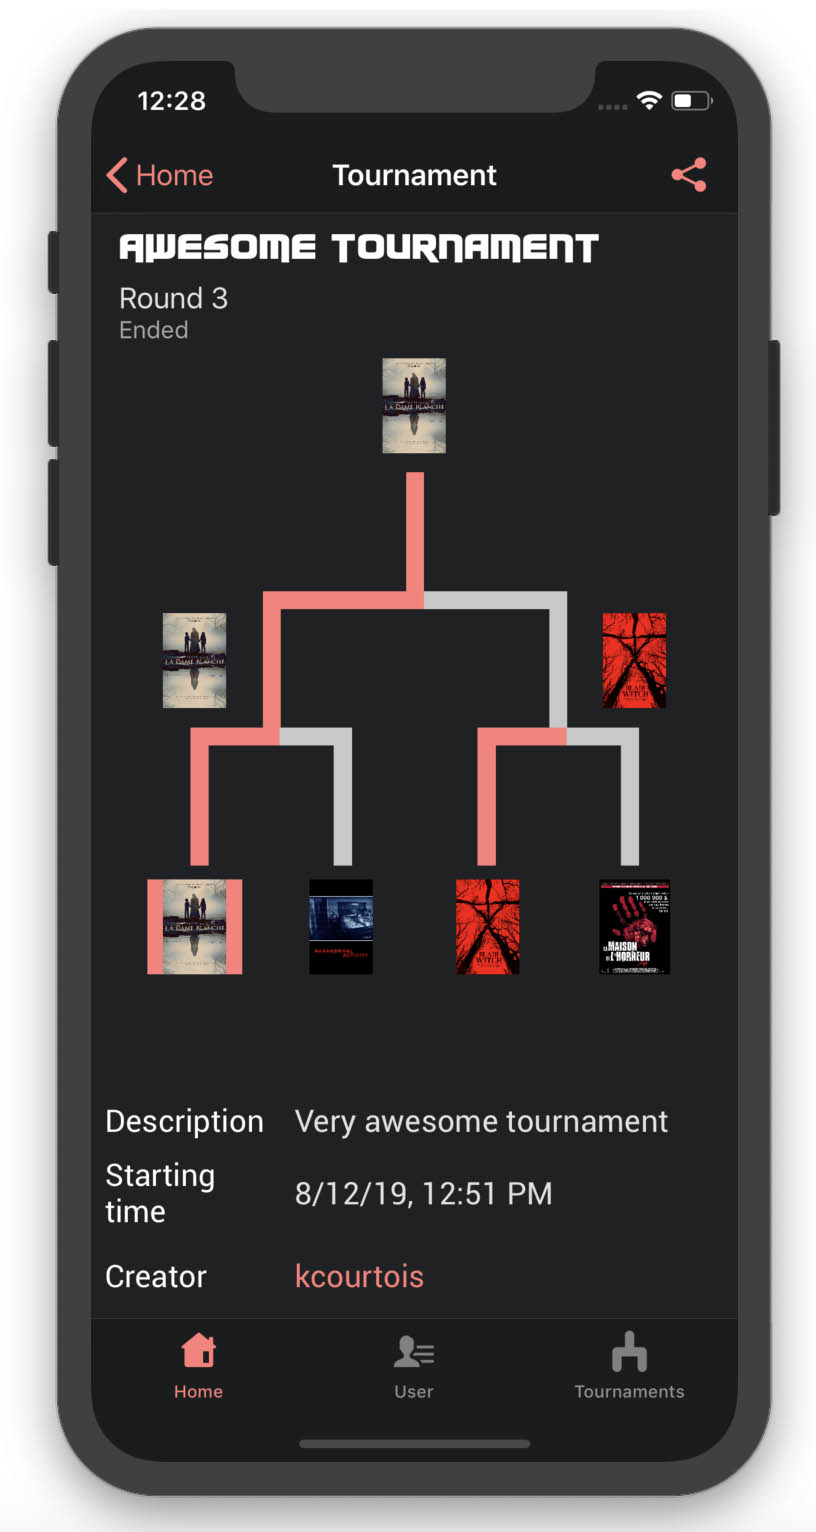 12:28
Home
Tournament
AWESOME TOURNAMENT
Round 3
Ended
LA DAME BLANCHE
LA DAME BLANCHE
BLAIR
WITCH
LA DAME BLANCHE
PARANORMAL
ACTIVITY
BLAIR
WITCH
1 000 000 $
LA MAISON
DE L'HORREUR
Description
Very awesome tournament
Starting
time
8/12/19, 12:51 PM
Creator
kcourtois
Home
User
Tournaments